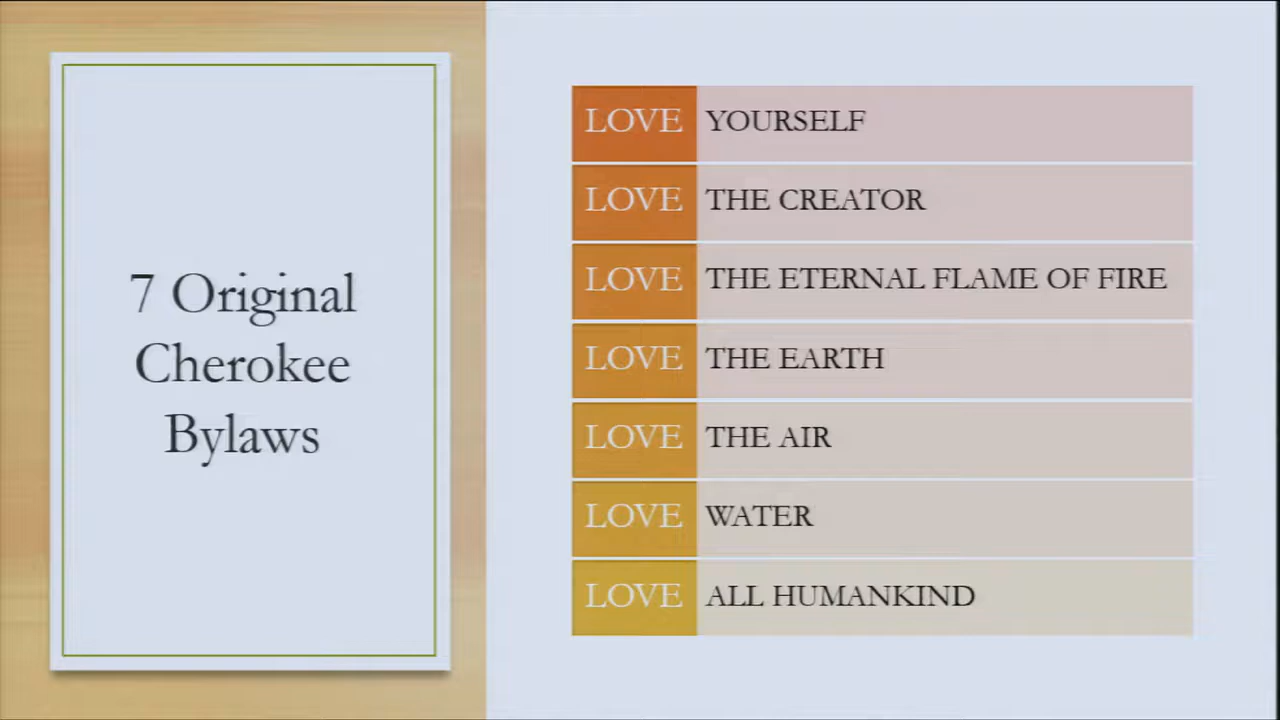 7 Original
Cherokee
Bylaws
LOVE YOURSELF
LOVE THE CREATOR
LOVE THE ETERNAL FLAME OF FIRE
LOVE THE EARTH
LOVE THE AIR
LOVE WATER
LOVE ALL HUMANKIND